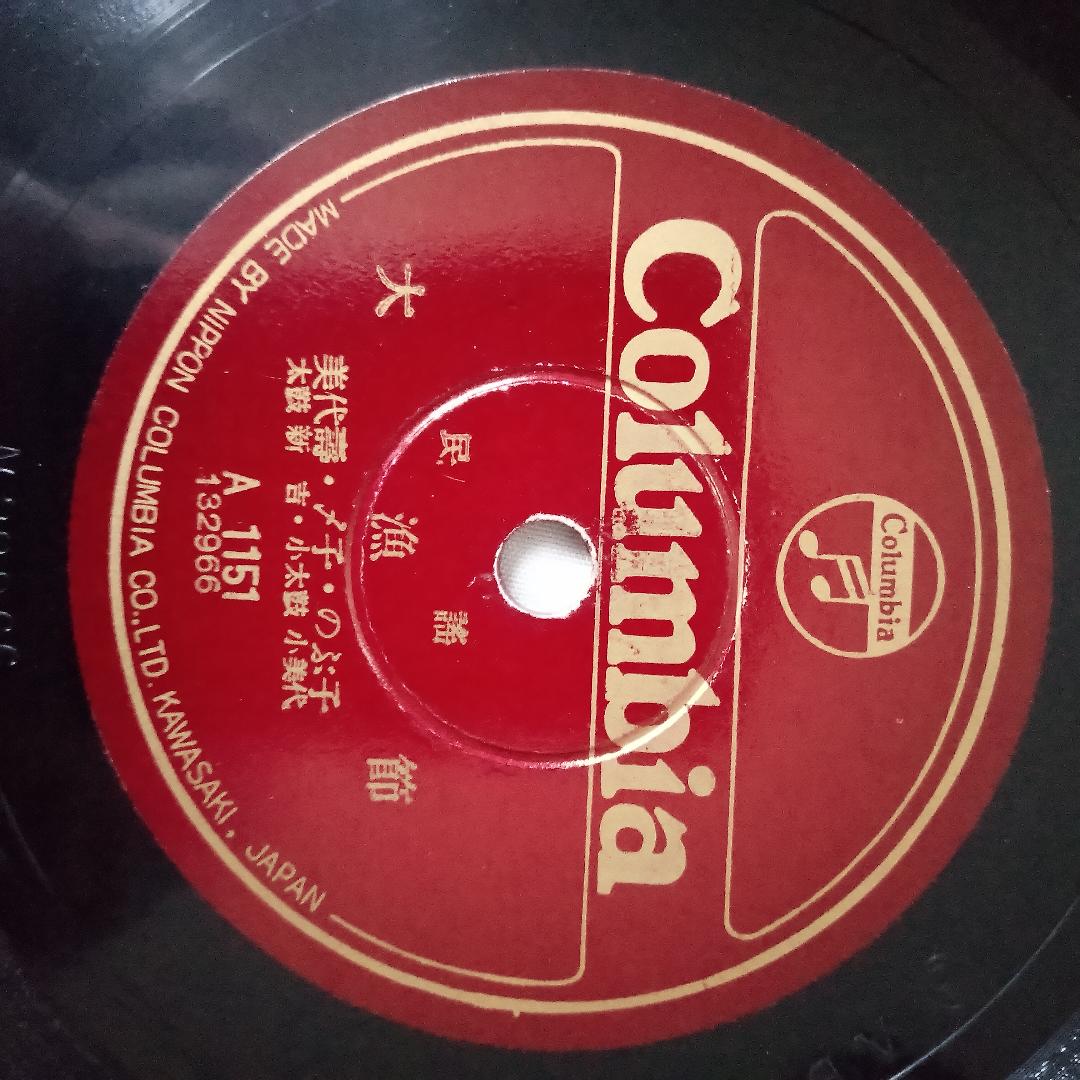 Columbia
Columbia
民謡
大漁節
美代壽・〆子・のぶ子
太鼓 新吉・小太鼓 小美代
A 1151
132966
MADE BY NIPPON COLUMBIA CO., LTD. KAWASAKI, JAPAN